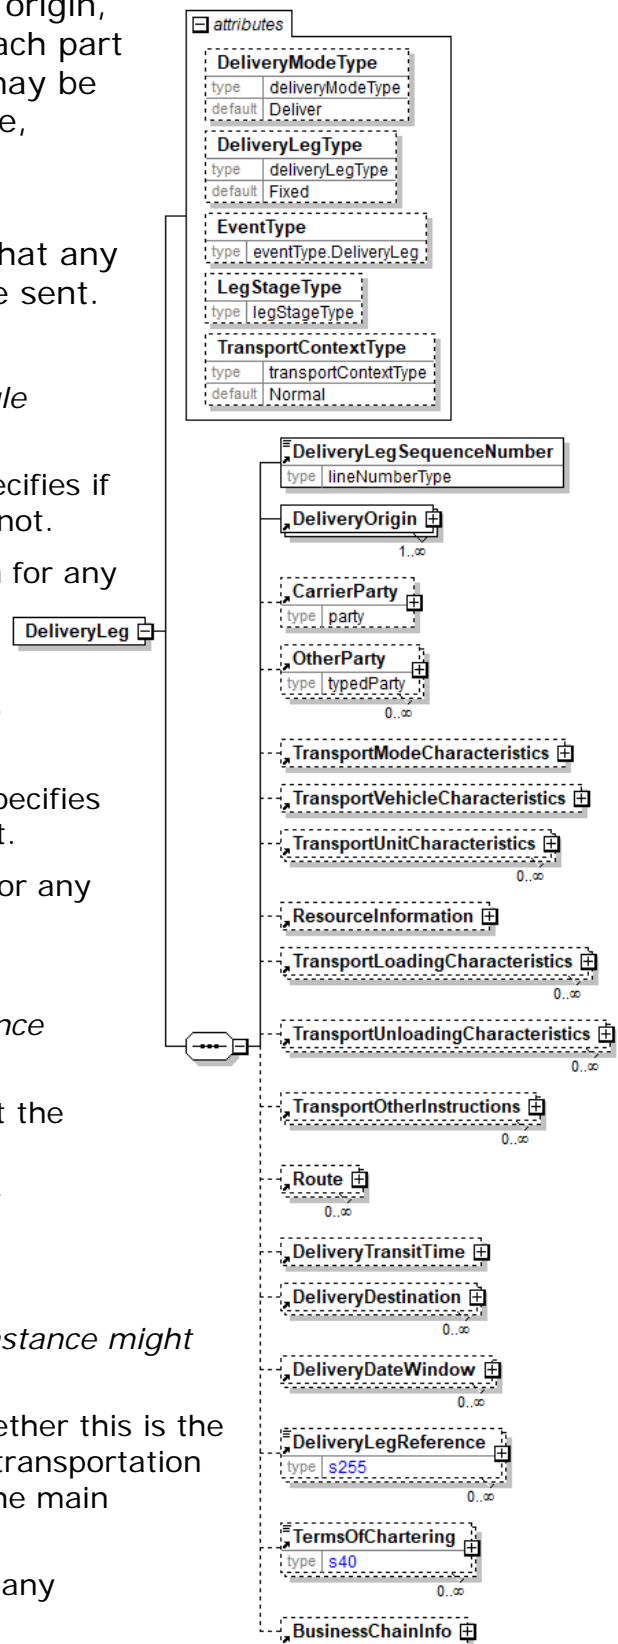 origin,
ach part
may be
e,
hat any
e sent.
ule
ecifies if
not.
n for any
pecifies
t.
or any
nce
t the
nstance might
ether this is the
transportation
he main
any
attributes
DeliveryModeType
type deliveryModeType
default Deliver
DeliveryLegType
type deliveryLegType
default Fixed
EventType
type eventType.DeliveryLeg
LegStageType
type legStageType
TransportContextType
type transportContextType
default Normal
DeliveryLeg
DeliveryLegSequenceNumber
type lineNumberType
DeliveryOrigin
1..∞
CarrierParty
type party
OtherParty
type typedParty
0..∞
TransportModeCharacteristics
TransportVehicleCharacteristics
TransportUnitCharacteristics
0..∞
ResourceInformation
TransportLoadingCharacteristics
0..∞
TransportUnloadingCharacteristics
0..∞
TransportOtherInstructions
0..∞
Route
0..∞
DeliveryTransitTime
DeliveryDestination
0..∞
DeliveryDateWindow
0..∞
DeliveryLegReference
type s255
0..∞
TermsOfChartering
type s40
0..∞
BusinessChainInfo